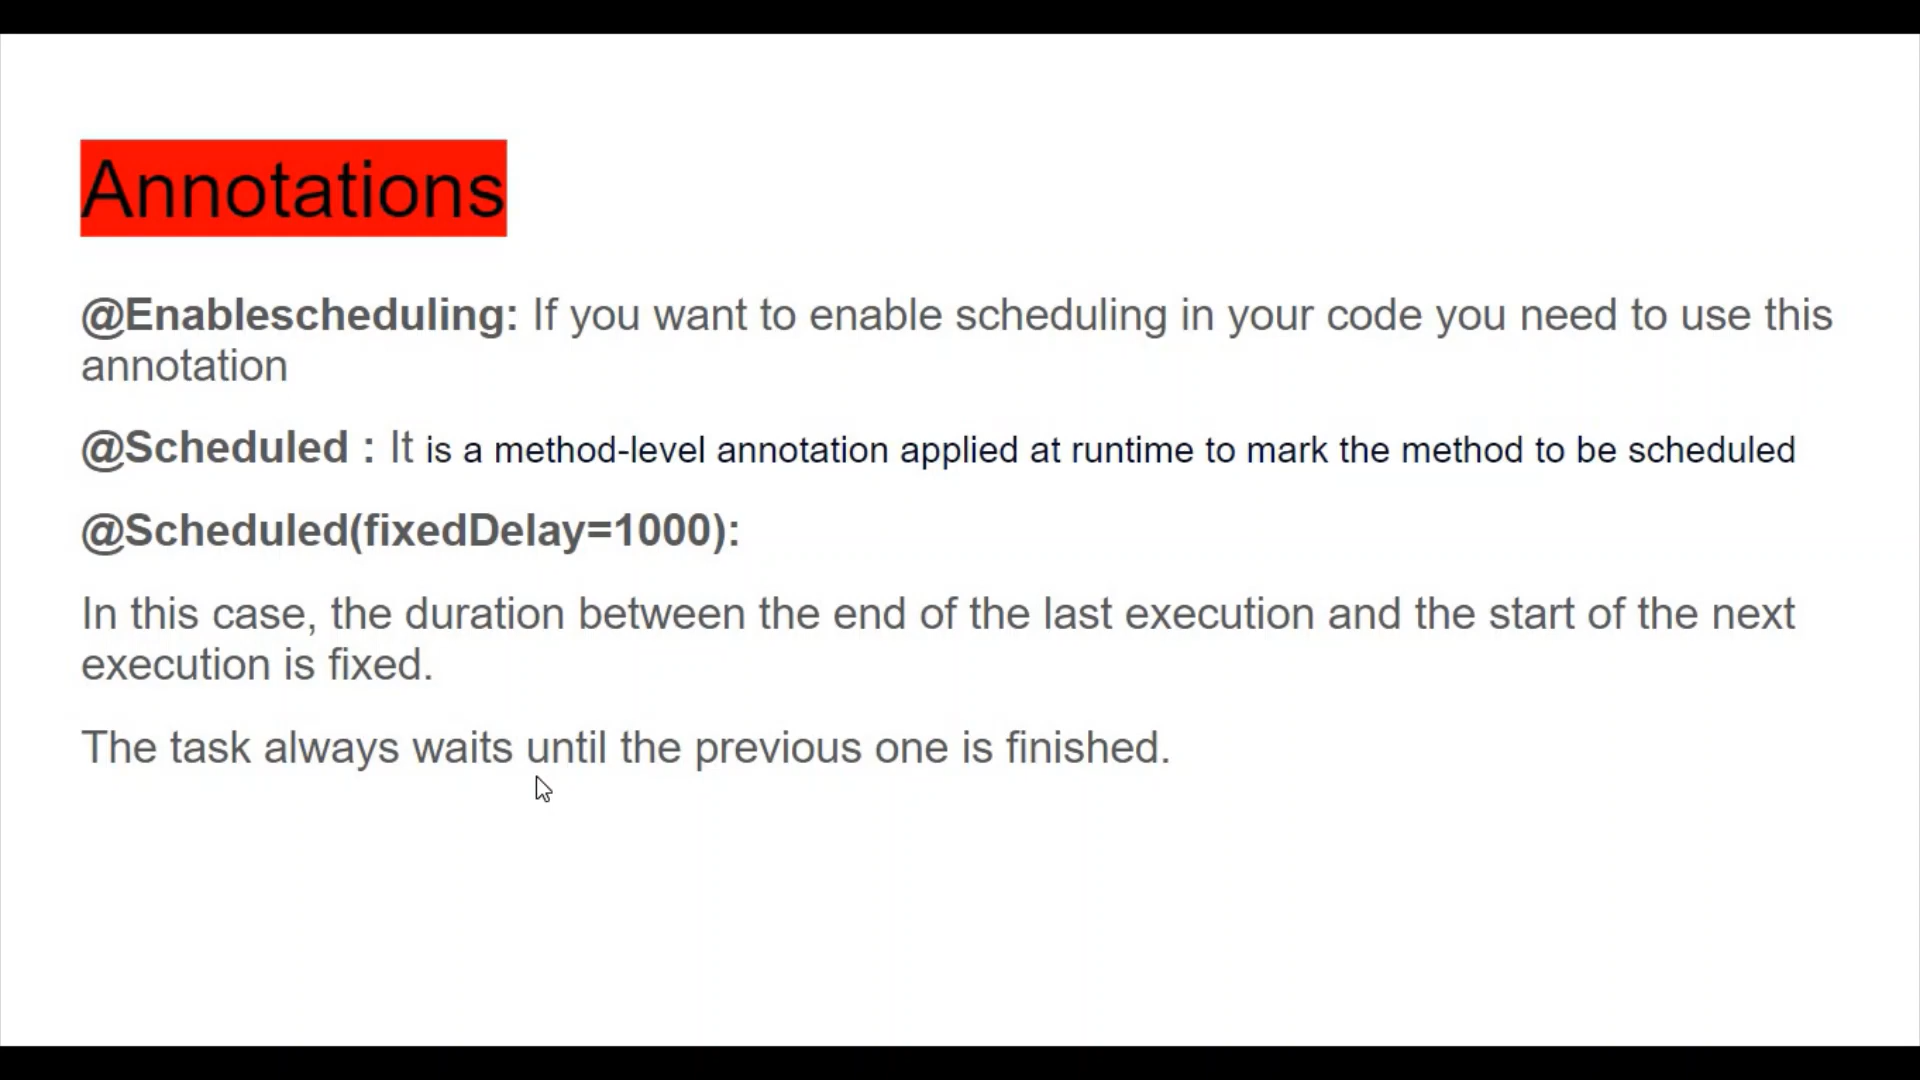 Annotations
@Enablescheduling: If you want to enable scheduling in your code you need to use this
annotation
@Scheduled : It is a method-level annotation applied at runtime to mark the method to be scheduled
@Scheduled(fixedDelay=1000):
In this case, the duration between the end of the last execution and the start of the next
execution is fixed.
The task always waits until the previous one is finished.